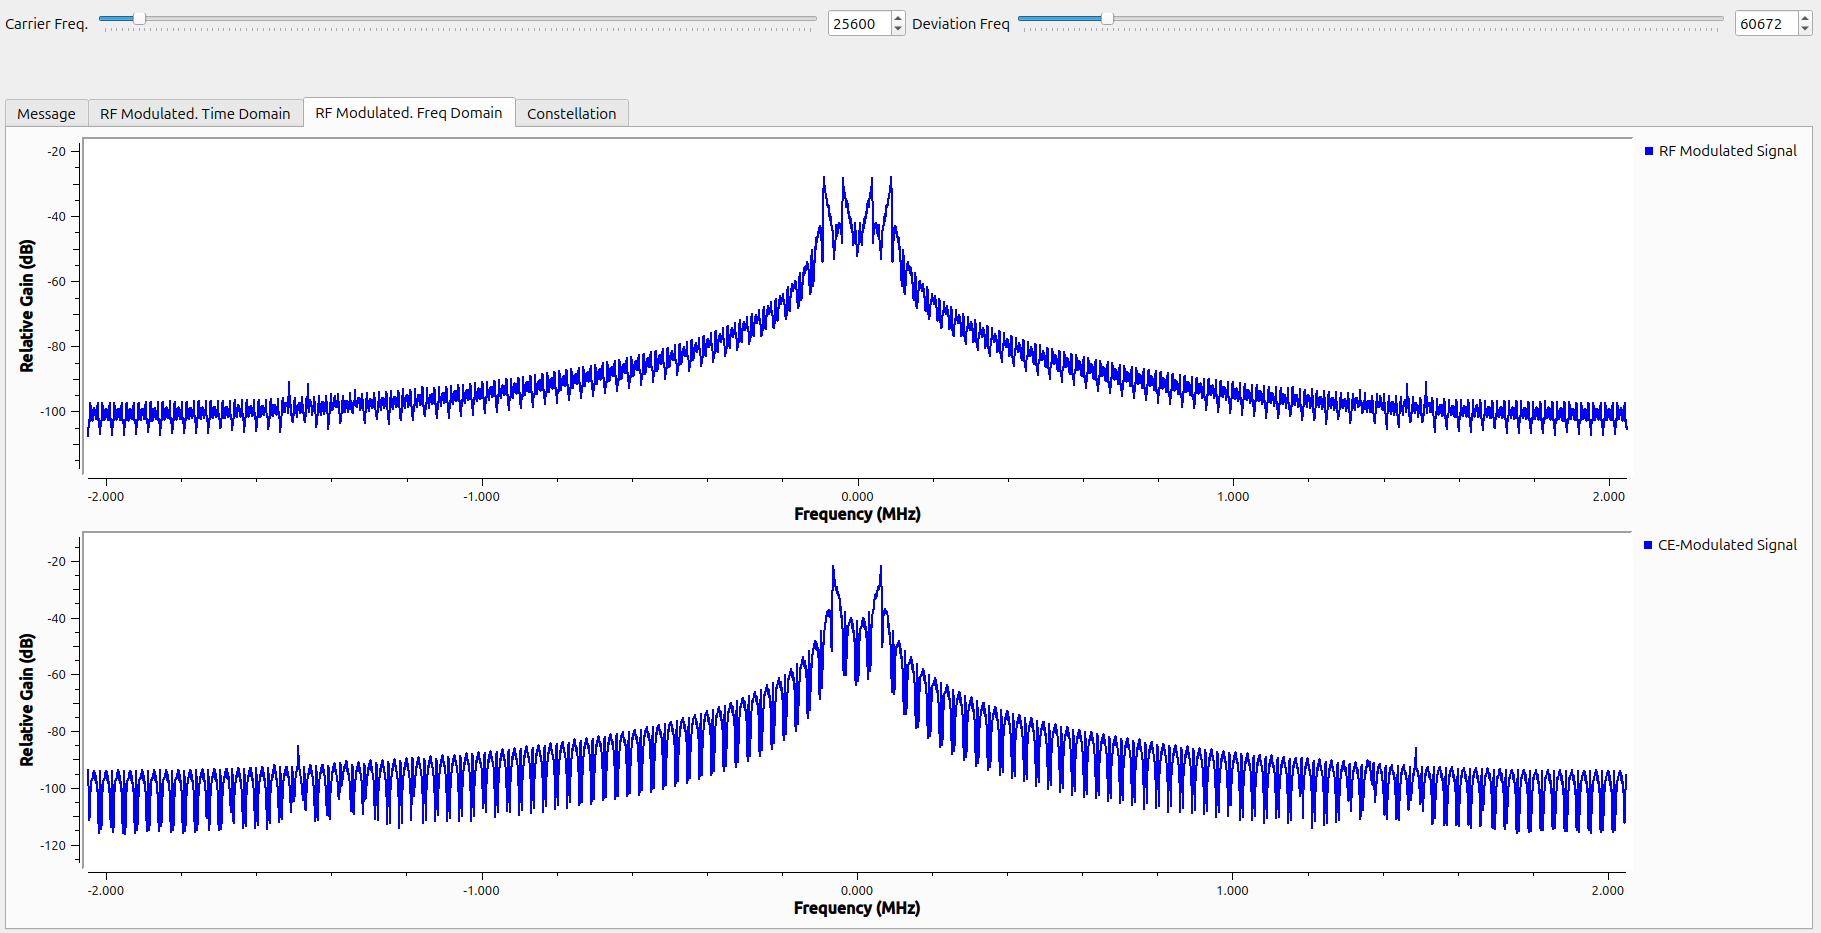 Carrier Freq. 25600 Deviation Freq 60672
Message RF Modulated. Time Domain RF Modulated. Freq Domain Constellation
RF Modulated Signal
-20
-40
-60
-80
-100
Relative Gain (dB)
-2.000 -1.000 0.000 1.000 2.000
Frequency (MHz)
CE-Modulated Signal
-20
-40
-60
-80
-100
-120
Relative Gain (dB)
-2.000 -1.000 0.000 1.000 2.000
Frequency (MHz)